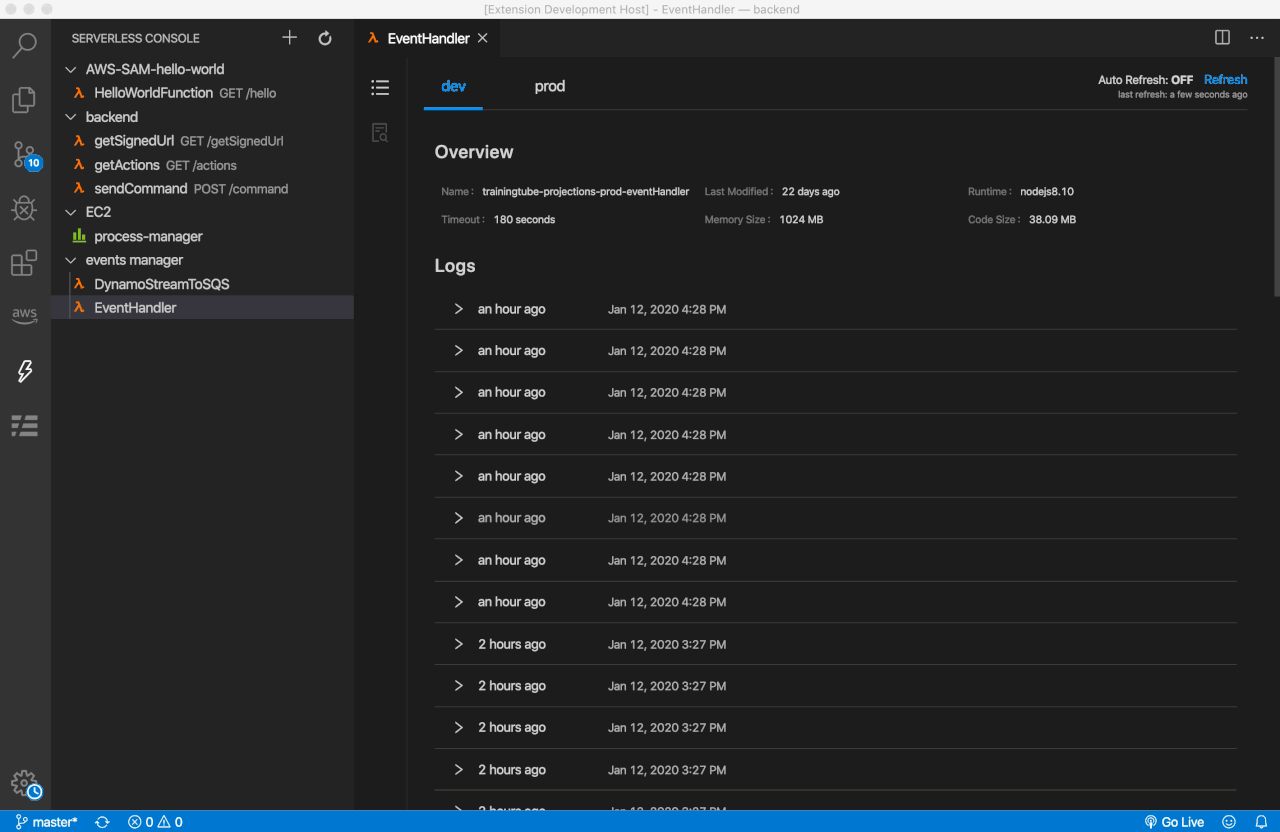 [Extension Development Host] - EventHandler — backend
SERVERLESS CONSOLE
AWS-SAM-hello-world
λ HelloWorldFunction GET /hello
backend
λ getSignedUrl GET /getSignedUrl
λ getActions GET /actions
λ sendCommand POST /command
EC2
process-manager
events manager
λ DynamoStreamToSQS
λ EventHandler
10
aws
λ EventHandler
dev prod
Auto Refresh: OFF Refresh
last refresh: a few seconds ago
Overview
Name : trainingtube-projections-prod-eventHandler Last Modified : 22 days ago Runtime : nodejs8.10
Timeout : 180 seconds Memory Size : 1024 MB Code Size : 38.09 MB
Logs
an hour ago Jan 12, 2020 4:28 PM
an hour ago Jan 12, 2020 4:28 PM
an hour ago Jan 12, 2020 4:28 PM
an hour ago Jan 12, 2020 4:28 PM
an hour ago Jan 12, 2020 4:28 PM
an hour ago Jan 12, 2020 4:28 PM
an hour ago Jan 12, 2020 4:28 PM
an hour ago Jan 12, 2020 4:28 PM
2 hours ago Jan 12, 2020 3:27 PM
2 hours ago Jan 12, 2020 3:27 PM
2 hours ago Jan 12, 2020 3:27 PM
2 hours ago Jan 12, 2020 3:27 PM
2 hours ago Jan 12, 2020 3:27 PM
master* 0 0 Go Live